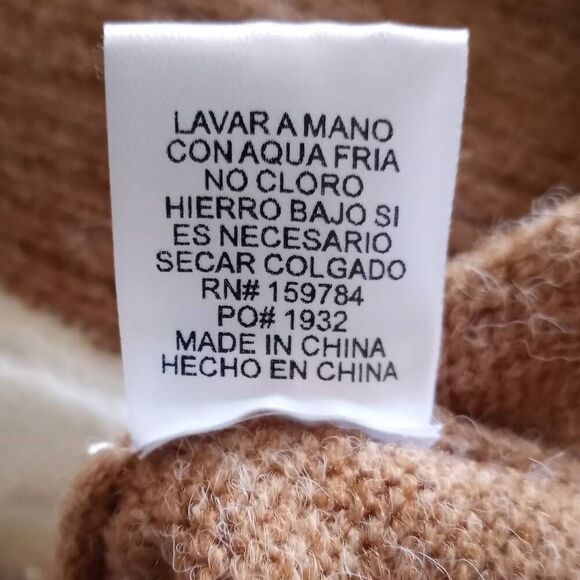 LAVAR A MANO
CON AQUA FRIA
NO CLORO
HIERRO BAJO SI
ES NECESARIO
SECAR COLGADO
RN# 159784
PO# 1932
MADE IN CHINA
HECHO EN CHINA